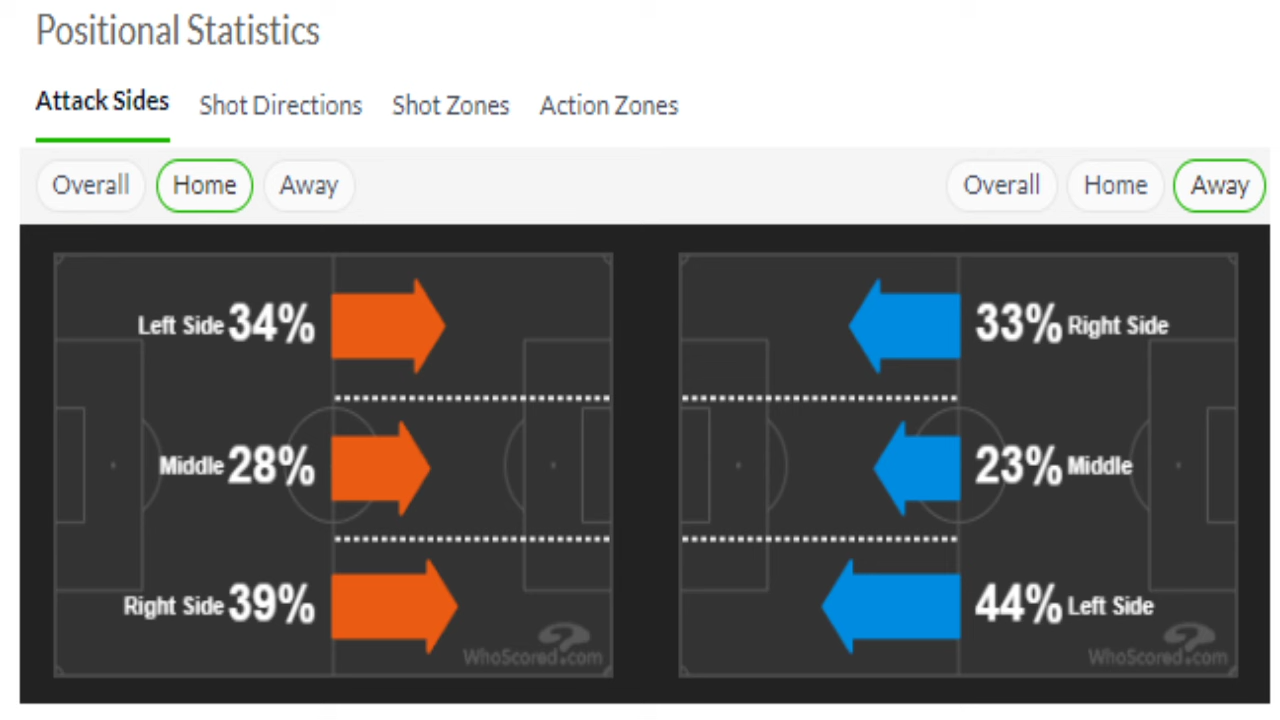 Positional Statistics
Attack Sides Shot Directions Shot Zones Action Zones
Overall Home Away Overall Home Away
Left Side 34% 33% Right Side
Middle 28% 23% Middle
Right Side 39% 44% Left Side
WhoScored.com WhoScored.com